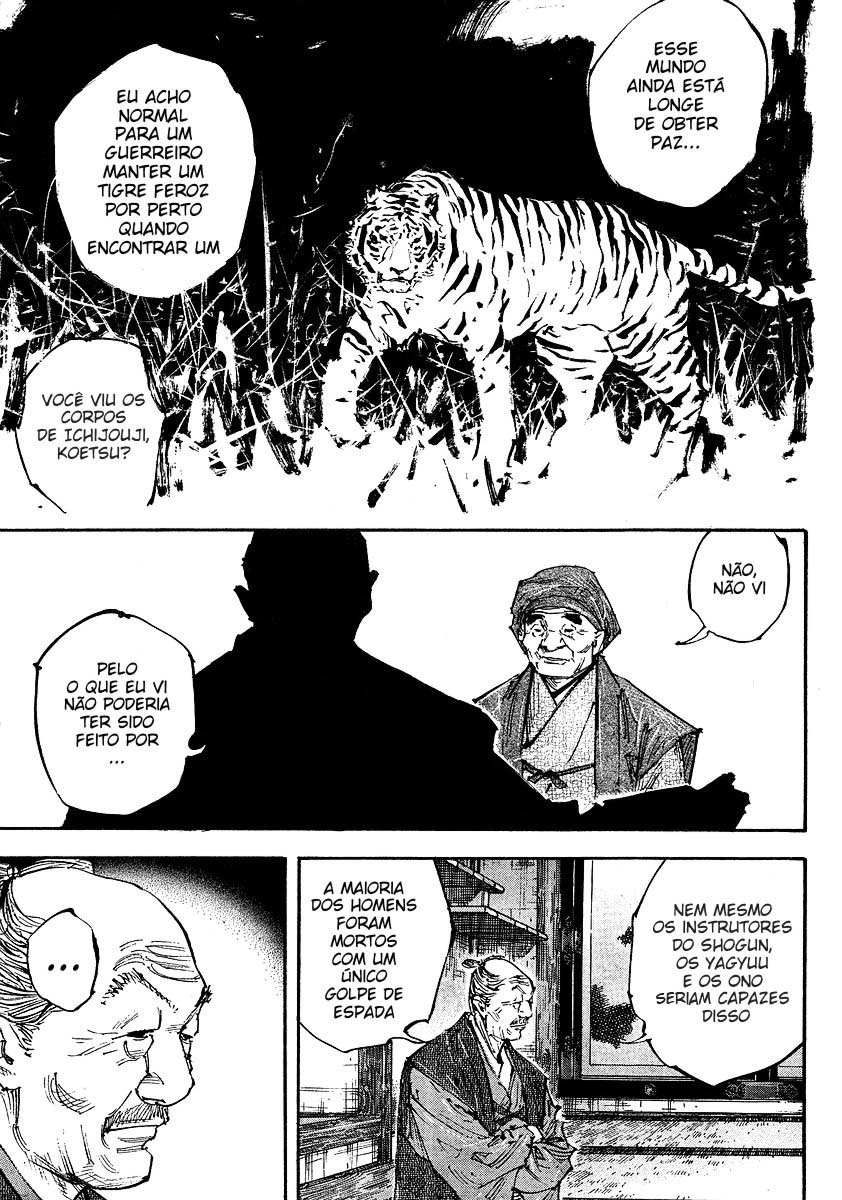 ESSE
MUNDO
AINDA ESTÁ
LONGE
DE OBTER
PAZ...
EU ACHO
NORMAL
PARA UM
GUERREIRO
MANTER UM
TIGRE FEROZ
POR PERTO
QUANDO
ENCONTRAR UM
VOCÊ VIU OS
CORPOS
DE ICHIJOUJI,
KOETSU?
NÃO,
NÃO VI
PELO
O QUE EU VI
NÃO PODERIA
TER SIDO
FEITO POR
...
NEM MESMO
OS INSTRUTORES
DO SHOGUN,
OS YAGYUU
E OS ONO
SERIAM CAPAZES
DISSO
A MAIORIA
DOS HOMENS
FORAM
MORTOS
COM UM
ÚNICO
GOLPE DE
ESPADA
...